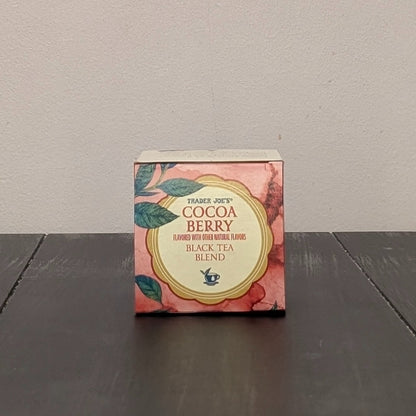 TRADER JOE'S®
COCOA
BERRY
FLAVORED WITH OTHER NATURAL FLAVORS
BLACK TEA
BLEND